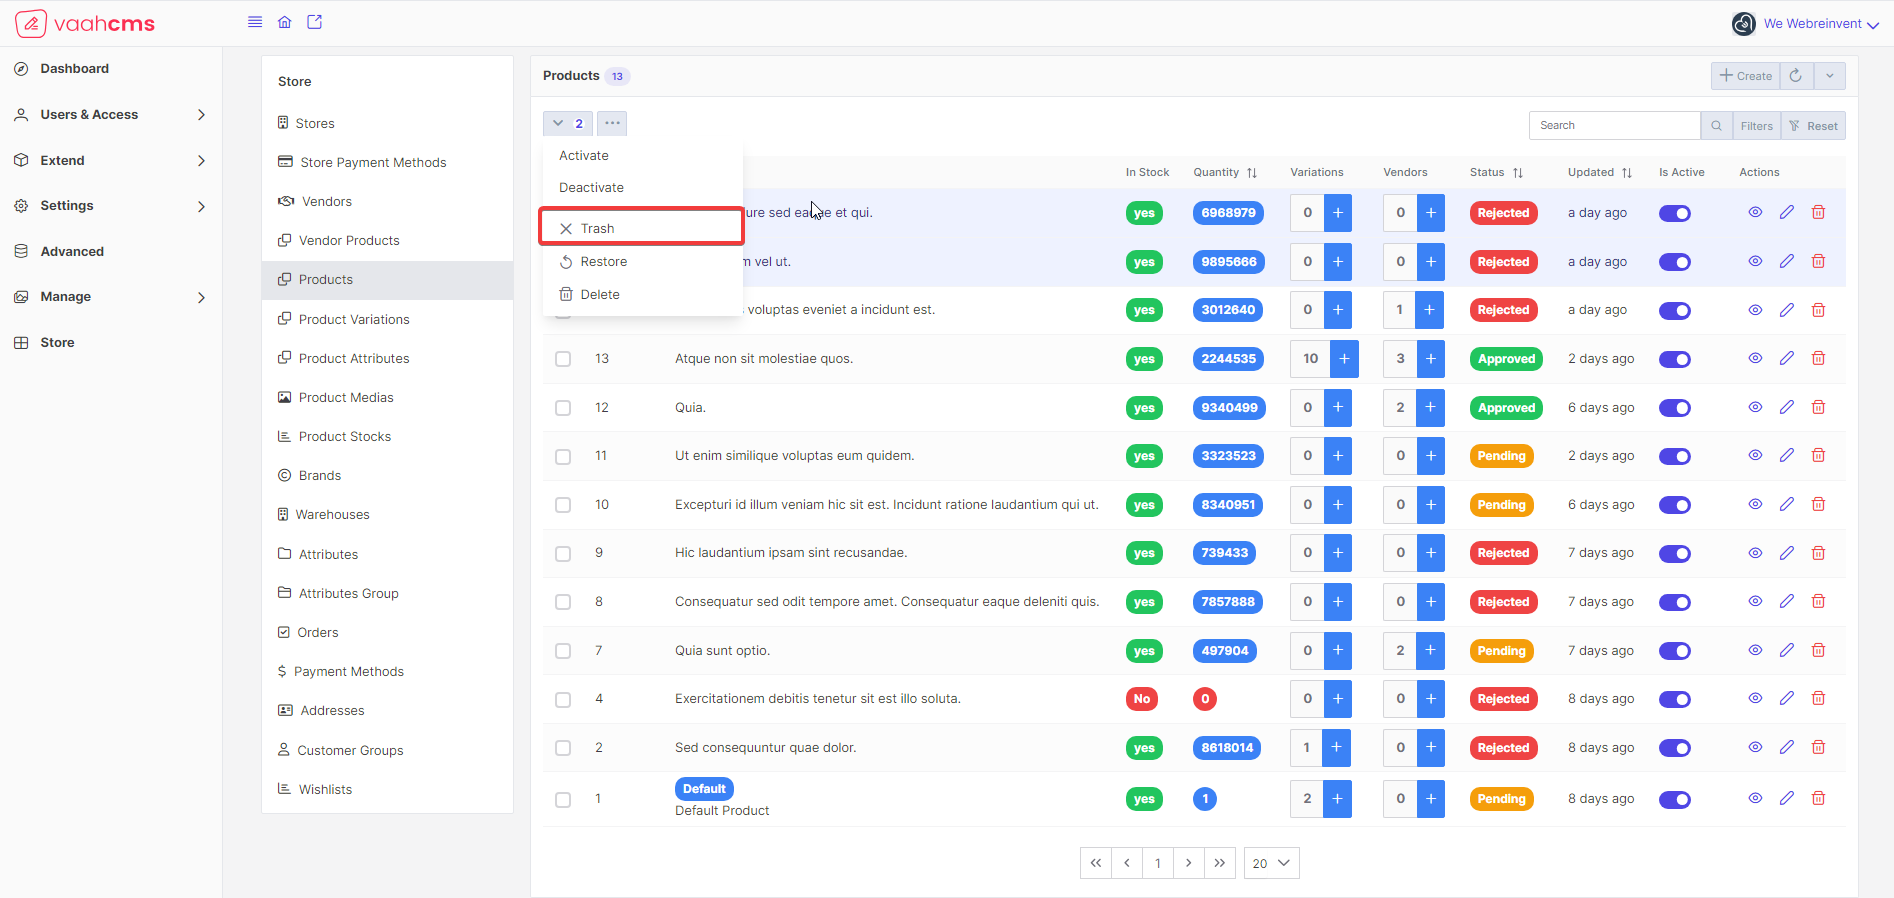 vaahcms
We Webreinvent
Dashboard
Users & Access
Extend
Settings
Advanced
Manage
Store
Store
Stores
Store Payment Methods
Vendors
Vendor Products
Products
Product Variations
Product Attributes
Product Medias
Product Stocks
Brands
Warehouses
Attributes
Attributes Group
Orders
Payment Methods
Addresses
Customer Groups
Wishlists
Products 13
Create
2
Search
Filters
Reset
Activate
Deactivate
Trash
Restore
Delete
In Stock Quantity Variations Vendors Status Updated Is Active Actions
sed eaque et qui. yes 6968979 0 + 0 + Rejected a day ago
vel ut. yes 9895666 0 + 0 + Rejected a day ago
voluptas eveniet a incidunt est. yes 3012640 0 + 1 + Rejected a day ago
13 Atque non sit molestiae quos. yes 2244535 10 + 3 + Approved 2 days ago
12 Quia. yes 9340499 0 + 2 + Approved 6 days ago
11 Ut enim similique voluptas eum quidem. yes 3323523 0 + 0 + Pending 2 days ago
10 Excepturi id illum veniam hic sit est. Incidunt ratione laudantium qui ut. yes 8340951 0 + 0 + Pending 6 days ago
9 Hic laudantium ipsam sint recusandae. yes 739433 0 + 0 + Rejected 7 days ago
8 Consequatur sed odit tempore amet. Consequatur eaque deleniti quis. yes 7857888 0 + 0 + Rejected 7 days ago
7 Quia sunt optio. yes 497904 0 + 2 + Pending 7 days ago
4 Exercitationem debitis tenetur sit est illo soluta. No 0 0 + 0 + Rejected 8 days ago
2 Sed consequuntur quae dolor. yes 8618014 1 + 0 + Rejected 8 days ago
Default
1 Default Product yes 1 2 + 0 + Pending 8 days ago
1
20